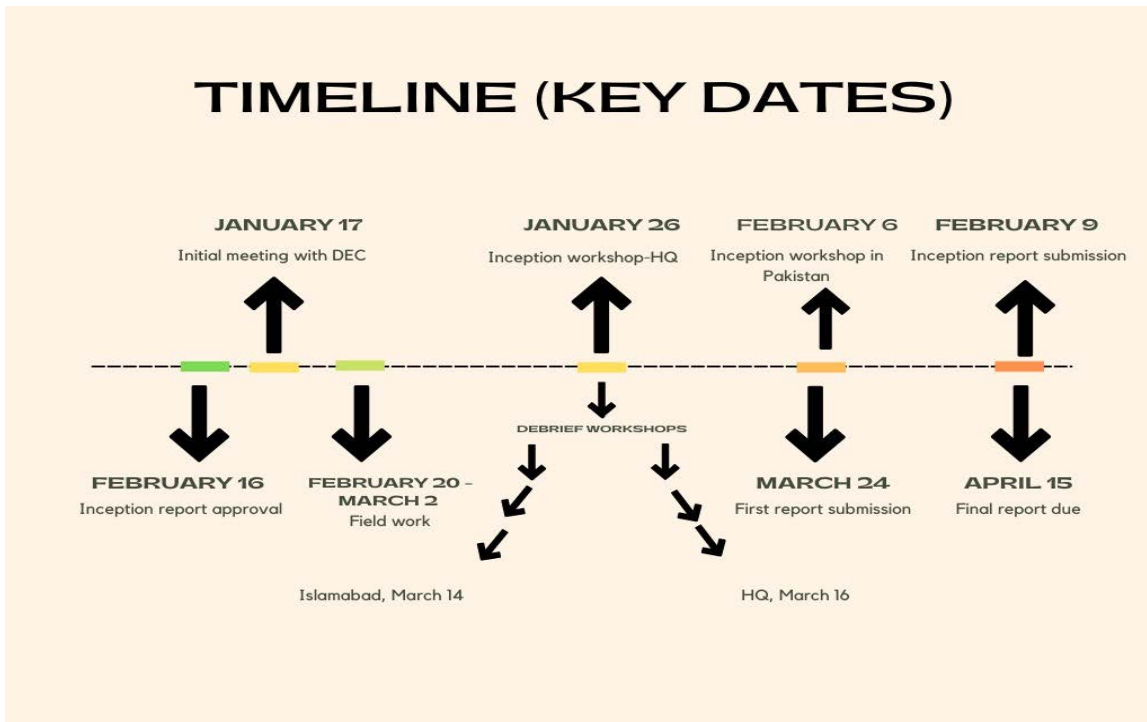 TIMELINE (KEY DATES)
JANUARY 17
Initial meeting with DEC
JANUARY 26
Inception workshop-HQ
FEBRUARY 6
Inception workshop in
Pakistan
FEBRUARY 9
Inception report submission
FEBRUARY 16
Inception report approval
FEBRUARY 20 -
MARCH 2
Field work
DEBRIEF WORKSHOPS
Islamabad, March 14
HQ, March 16
MARCH 24
First report submission
APRIL 15
Final report due